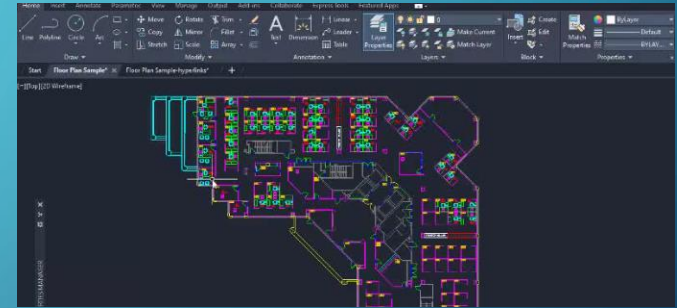 Home Insert Annotate Parametric View Manage Output Add-ins Collaborate Express Tools Featured Apps
Line Polyline Circle Arc
Move Rotate Trim
Copy Mirror Fillet
Stretch Scale Array
Text Dimension
Linear
Leader
Table
Layer Properties
0
Make Current
Match Layer
Insert
Create
Edit
Match Properties
ByLayer
Default
BYLAY...
Draw Modify Annotation Layers Block Properties
Start Floor Plan Sample* Floor Plan Sample-hyperlinks* +
[-][Top][2D Wireframe]